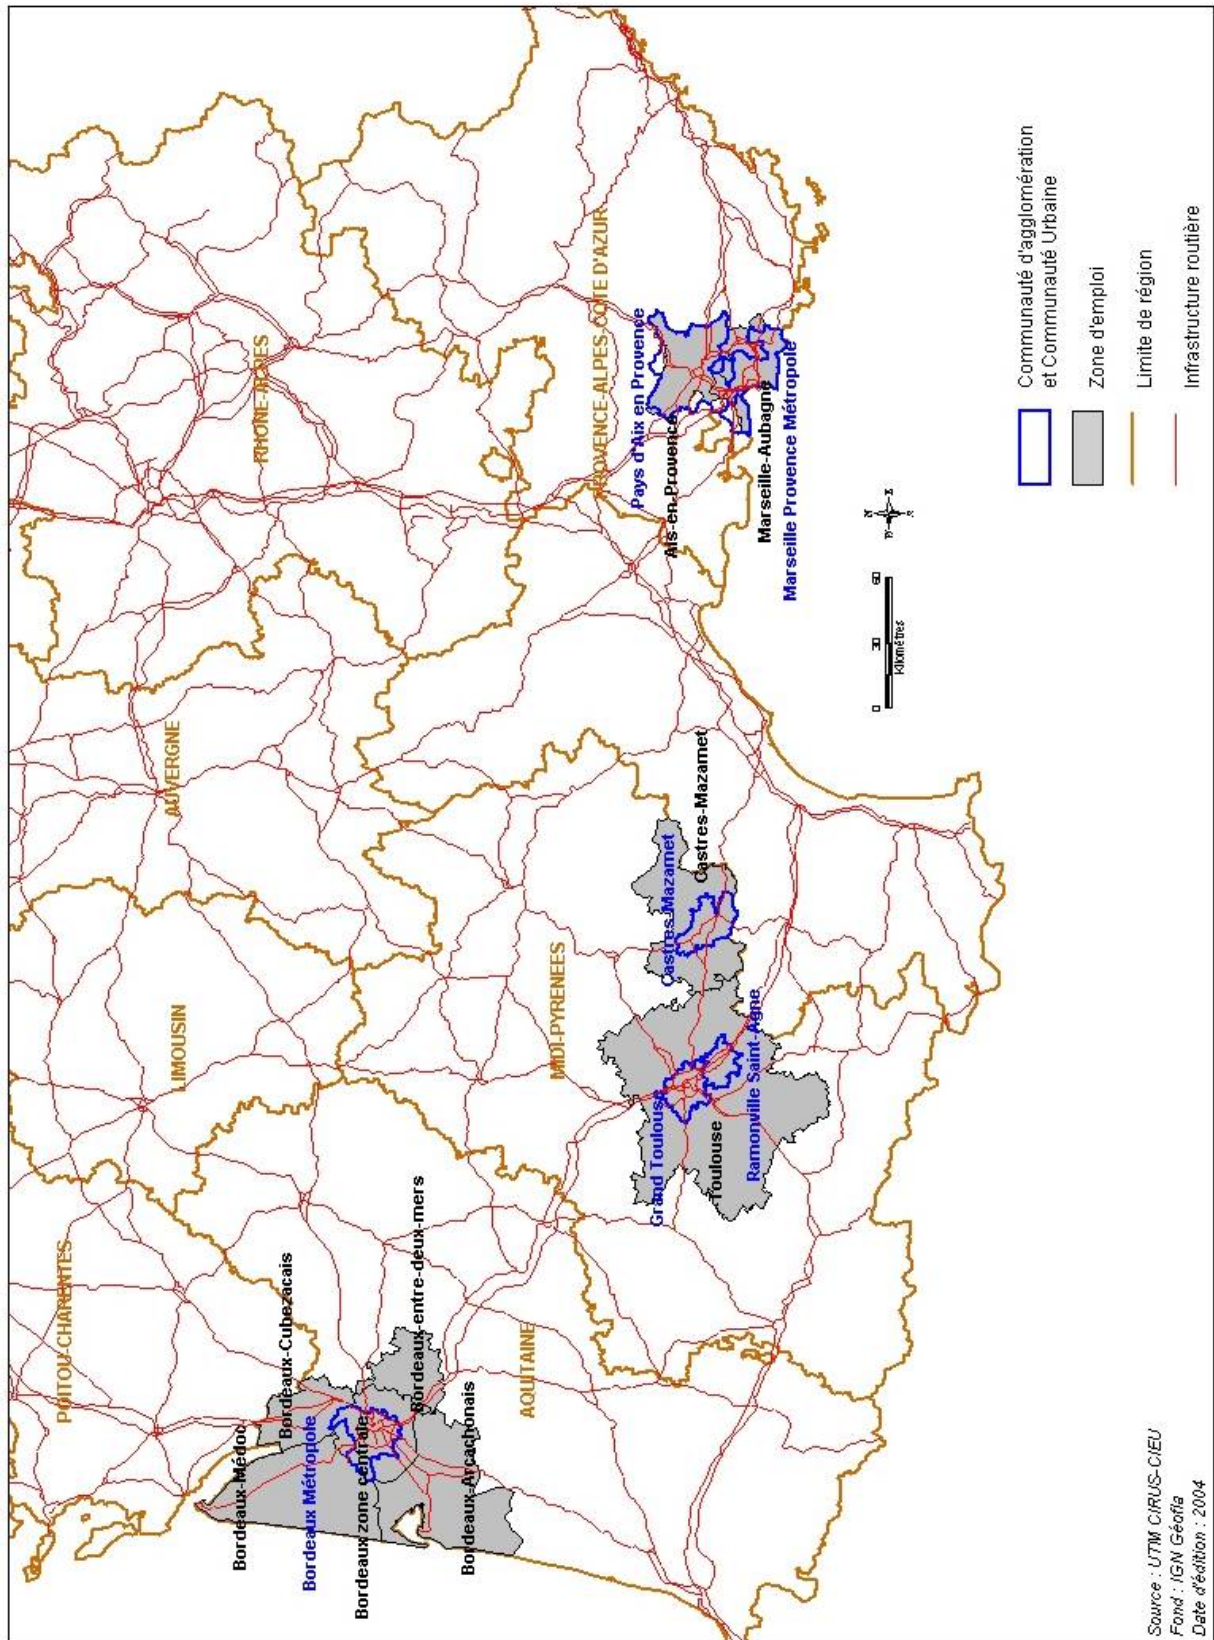 POITOU-CHARENTES
LIMOUSIN
AUVERGNE
RHONE-ALPES
Bordeaux-Médoc
Bordeaux-Cubezacais
Bordeaux Métropole
Bordeaux zone centrale
Bordeaux-entre-deux-mers
Bordeaux-Arcachonais
AQUITAINE
MIDI-PYRENEES
PROVENCE-ALPES-COTE D'AZUR
Grand Toulouse
Toulouse
Ramonville Saint-Agne
Castres-Mazamet
Castres-Mazamet
Pays d'Aix en Provence
Aix-en-Provence
Marseille-Aubagne
Marseille Provence Métropole
0 30 60
Kilomètres
N
E
Communauté d'agglomération
et Communauté Urbaine
Zone d'emploi
Limite de région
Infrastructure routière
Source : UTM CIRUS-CIEU
Fond : IGN Géofla
Date d'édition : 2004